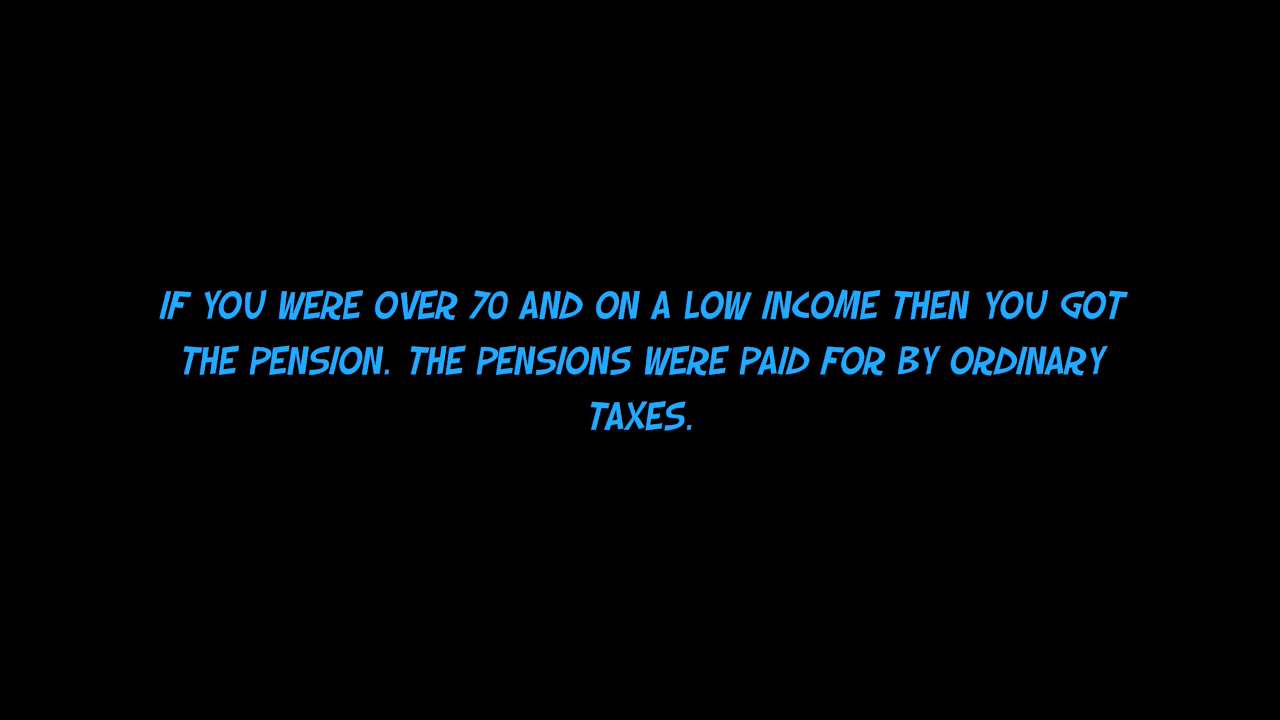 IF YOU WERE OVER 70 AND ON A LOW INCOME THEN YOU GOT
THE PENSION. THE PENSIONS WERE PAID FOR BY ORDINARY
TAXES.